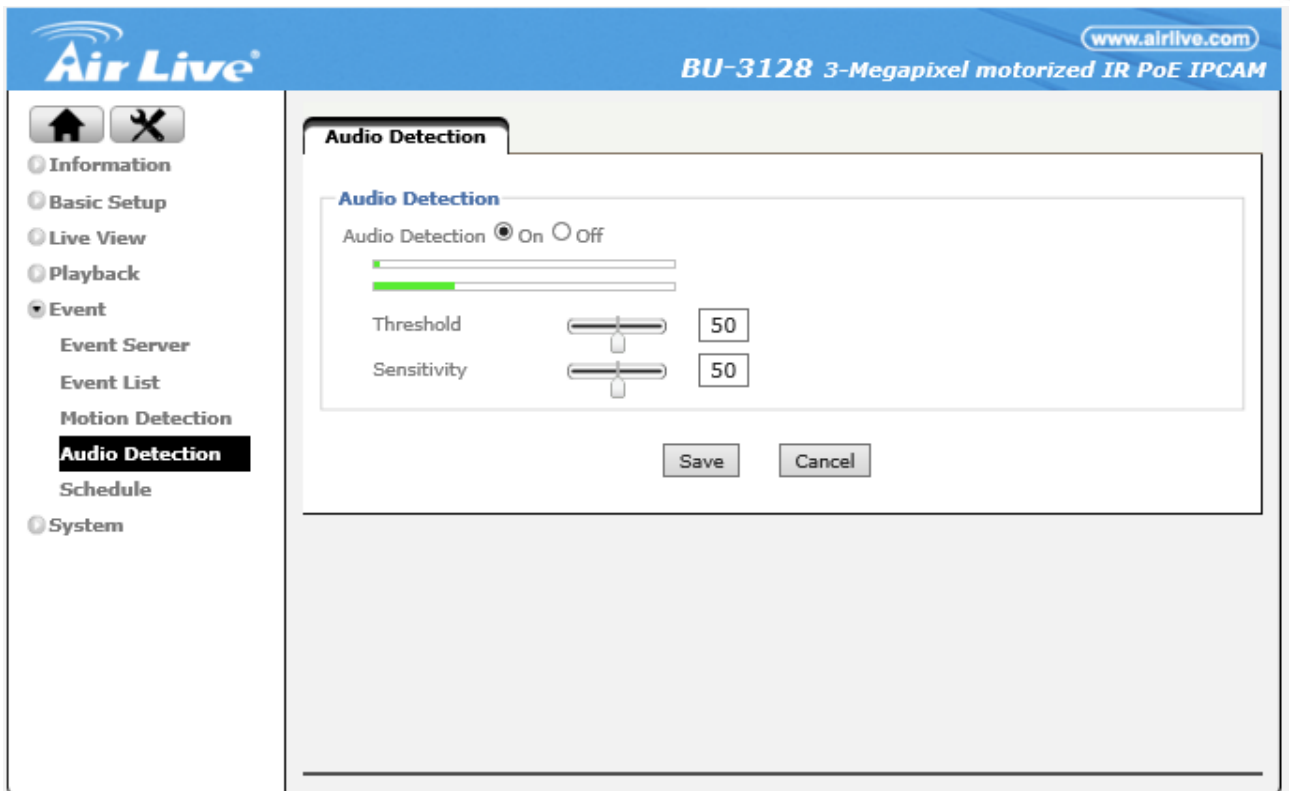 Air Live®
www.airlive.com
BU-3128 3-Megapixel motorized IR PoE IPCAM
Information
Basic Setup
Live View
Playback
Event
Event Server
Event List
Motion Detection
Audio Detection
Schedule
System
Audio Detection
Audio Detection
Audio Detection On Off
Threshold 50
Sensitivity 50
Save Cancel